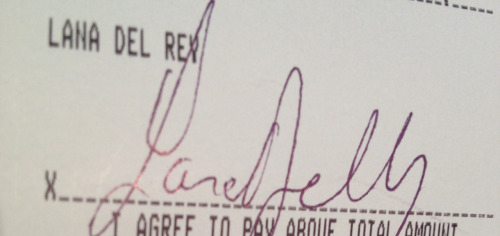 LANA DEL REY
X
I AGREE TO PAY ABOVE TOTAL AMOUNT